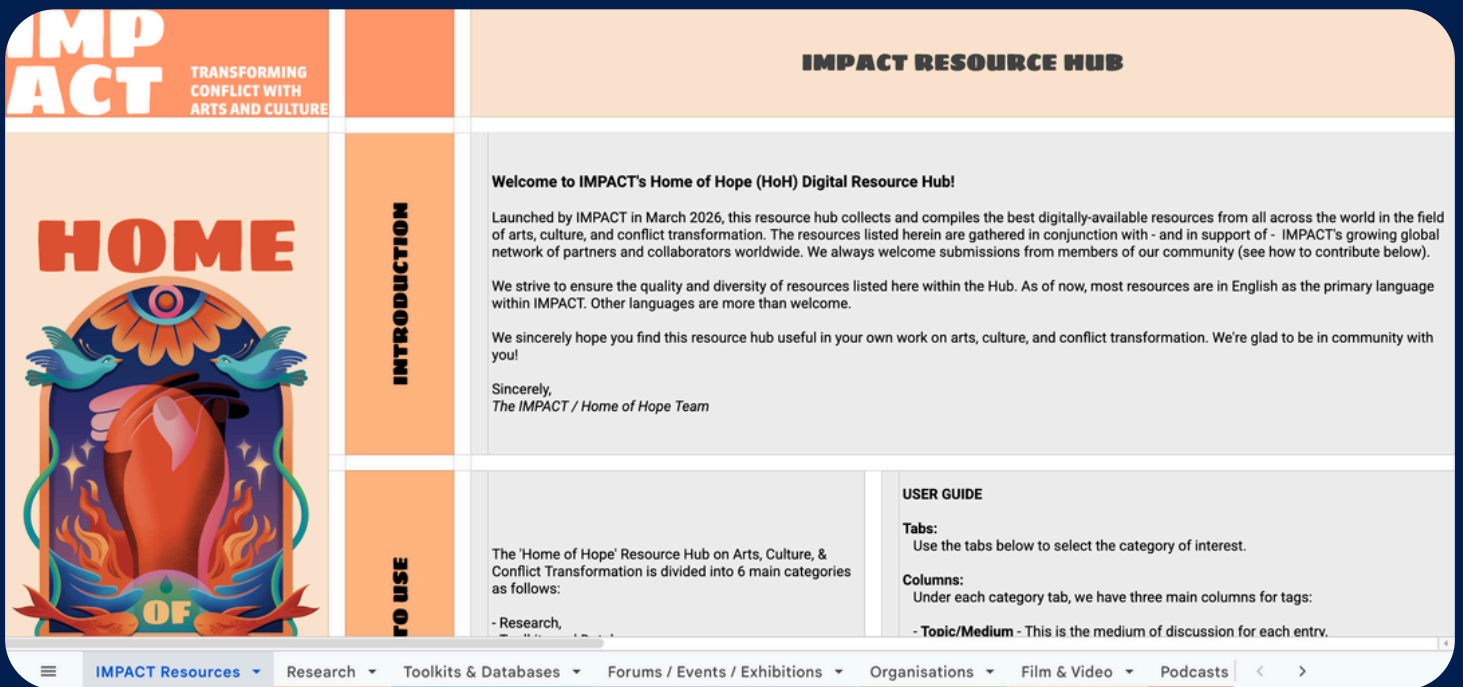 IMP
ACT
TRANSFORMING
CONFLICT WITH
ARTS AND CULTURE
IMPACT RESOURCE HUB
HOME
OF
INTRODUCTION
Welcome to IMPACT's Home of Hope (HoH) Digital Resource Hub!
Launched by IMPACT in March 2026, this resource hub collects and compiles the best digitally-available resources from all across the world in the field
of arts, culture, and conflict transformation. The resources listed herein are gathered in conjunction with - and in support of - IMPACT's growing global
network of partners and collaborators worldwide. We always welcome submissions from members of our community (see how to contribute below).
We strive to ensure the quality and diversity of resources listed here within the Hub. As of now, most resources are in English as the primary language
within IMPACT. Other languages are more than welcome.
We sincerely hope you find this resource hub useful in your own work on arts, culture, and conflict transformation. We're glad to be in community with
you!
Sincerely,
The IMPACT / Home of Hope Team
TO USE
The 'Home of Hope' Resource Hub on Arts, Culture, &
Conflict Transformation is divided into 6 main categories
as follows:
- Research,
USER GUIDE
Tabs:
Use the tabs below to select the category of interest.
Columns:
Under each category tab, we have three main columns for tags:
- Topic/Medium - This is the medium of discussion for each entry.
IMPACT Resources
Research
Toolkits & Databases
Forums / Events / Exhibitions
Organisations
Film & Video
Podcasts